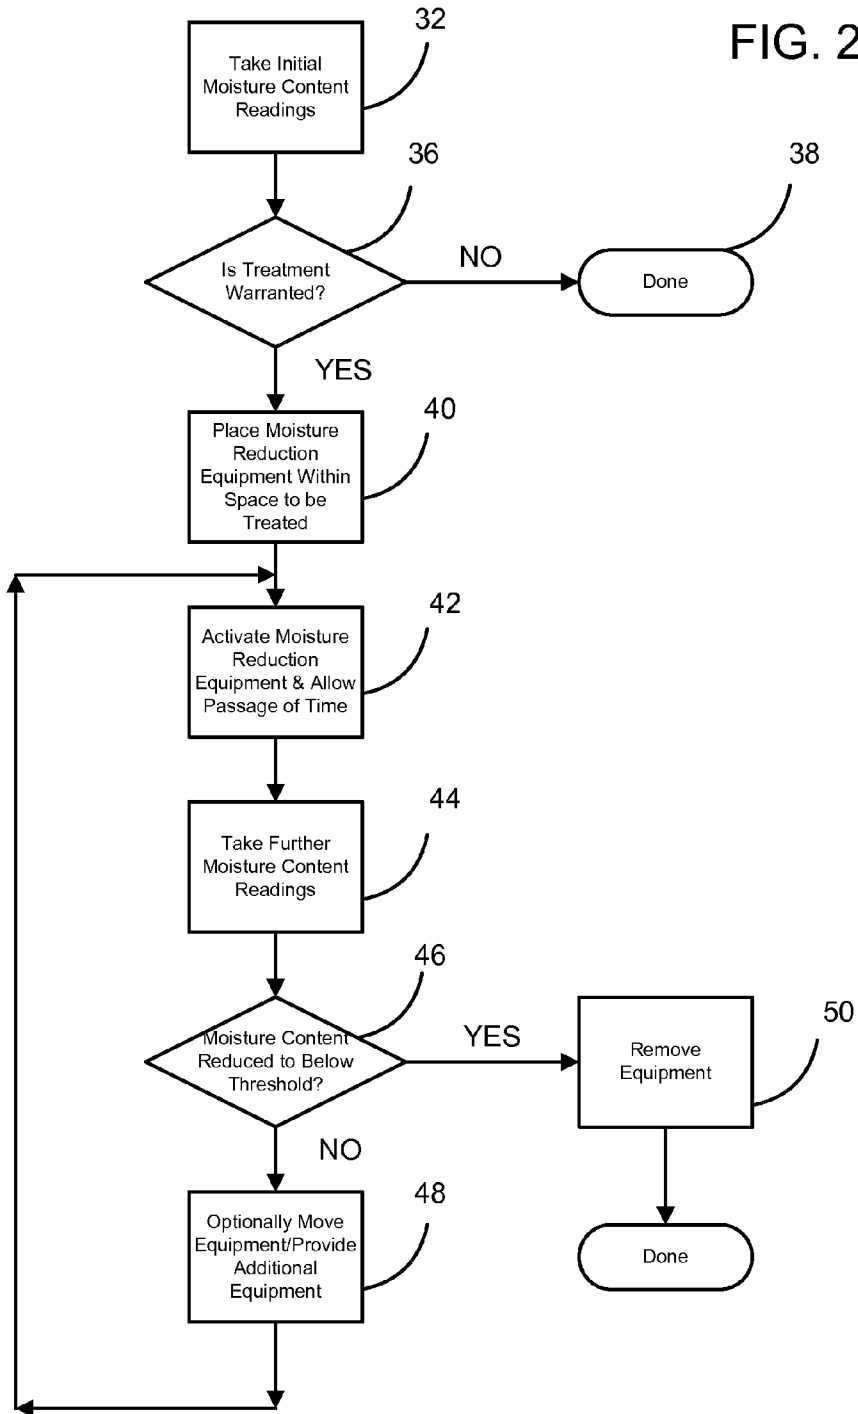 32
FIG. 2
Take Initial
Moisture Content
Readings
36
38
Is Treatment
Warranted?
NO
Done
YES
40
Place Moisture
Reduction
Equipment Within
Space to be
Treated
42
Activate Moisture
Reduction
Equipment & Allow
Passage of Time
44
Take Further
Moisture Content
Readings
46
Moisture Content
Reduced to Below
Threshold?
YES
50
Remove
Equipment
NO
48
Optionally Move
Equipment/Provide
Additional
Equipment
Done